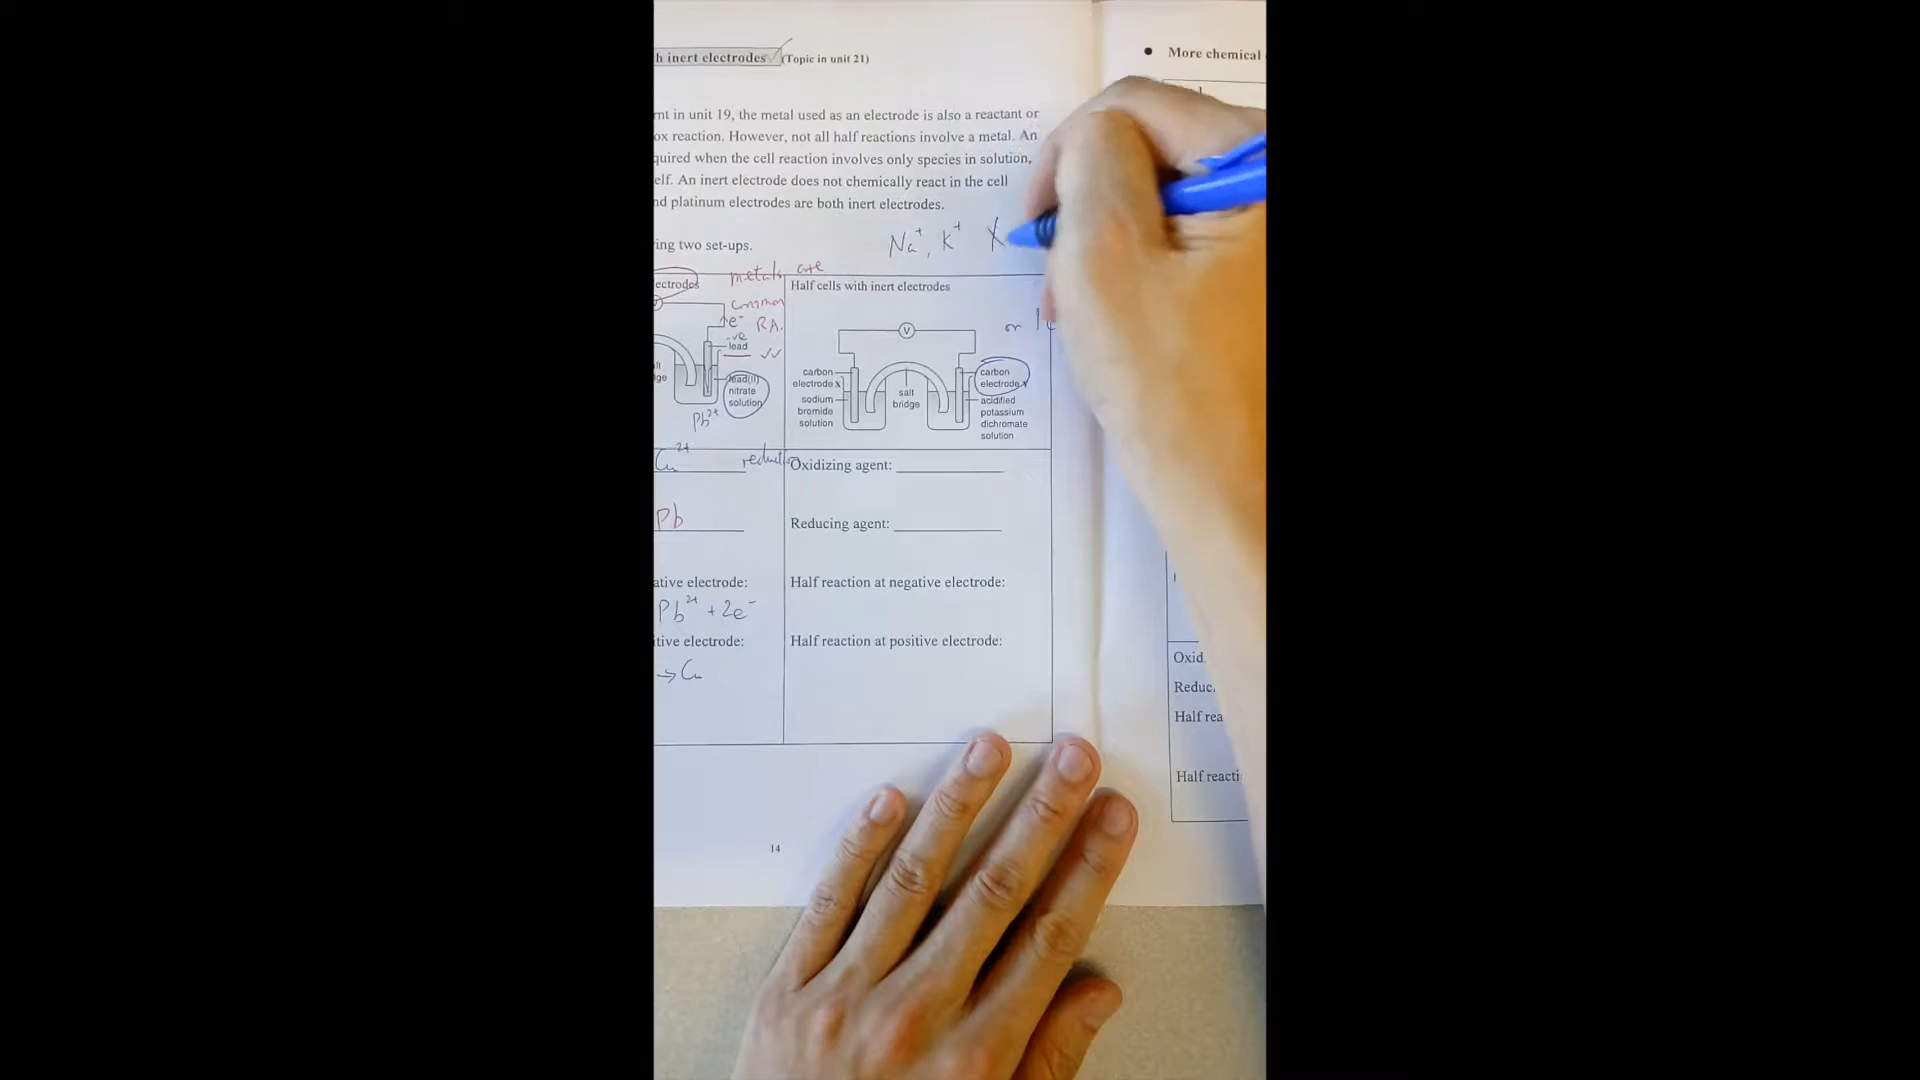 h inert electrodes (Topic in unit 21)
nt in unit 19, the metal used as an electrode is also a reactant or
ox reaction. However, not all half reactions involve a metal. An
quired when the cell reaction involves only species in solution,
elf. An inert electrode does not chemically react in the cell
nd platinum electrodes are both inert electrodes.
ing two set-ups.
Na⁺, K⁺ X
ectrodes
metals are
common
R.A.
e⁻
-ve
lead
lead(II)
nitrate
solution
Pb²⁺
ge
Cu²⁺
Pb
ative electrode:
Pb²⁺ + 2e⁻
itive electrode:
→ Cu
Half cells with inert electrodes
V
or
carbon
electrode X
sodium
bromide
solution
salt
bridge
carbon
electrode Y
acidified
potassium
dichromate
solution
Oxidizing agent:
Reducing agent:
Half reaction at negative electrode:
Half reaction at positive electrode:
14
More chemical
Oxid
Reduc
Half rea
Half reacti